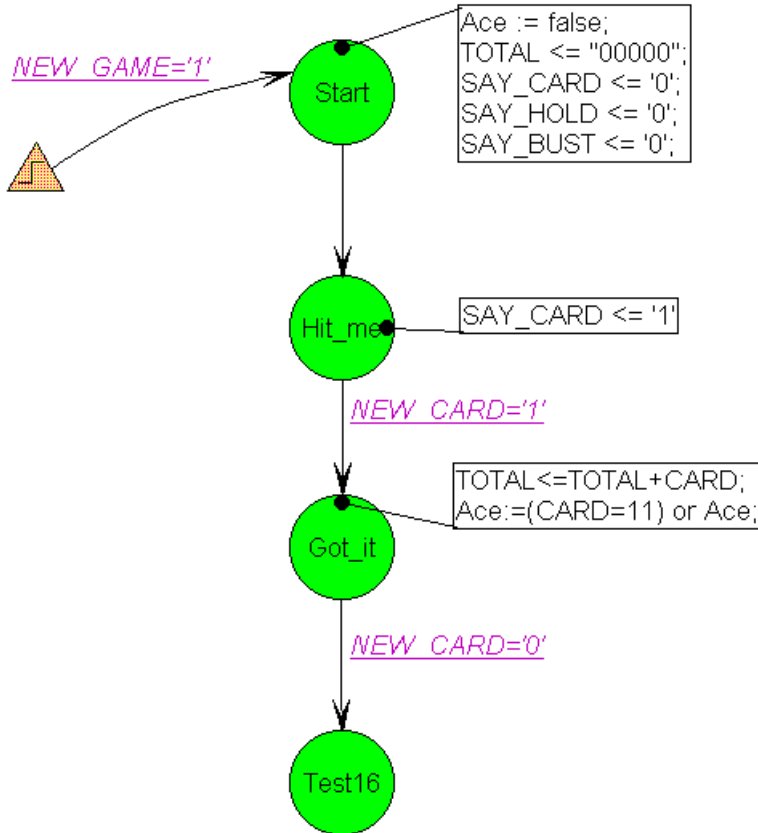 Ace := false;
TOTAL <= "00000";
SAY_CARD <= '0';
SAY_HOLD <= '0';
SAY_BUST <= '0';
NEW_GAME='1'
Start
Hit_me
SAY_CARD <= '1'
NEW_CARD='1'
TOTAL<=TOTAL+CARD;
Ace:=(CARD=11) or Ace;
Got_it
NEW_CARD='0'
Test16